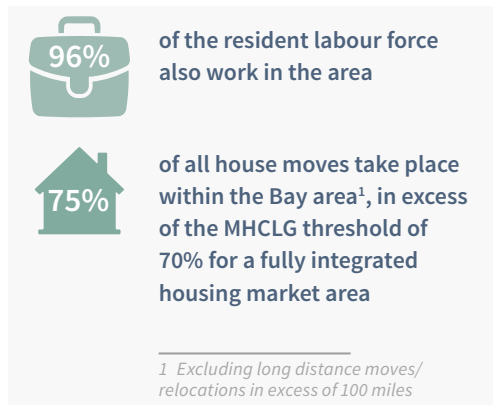 96%
of the resident labour force
also work in the area
75%
of all house moves take place
within the Bay area¹, in excess
of the MHCLG threshold of
70% for a fully integrated
housing market area
1 Excluding long distance moves/
relocations in excess of 100 miles